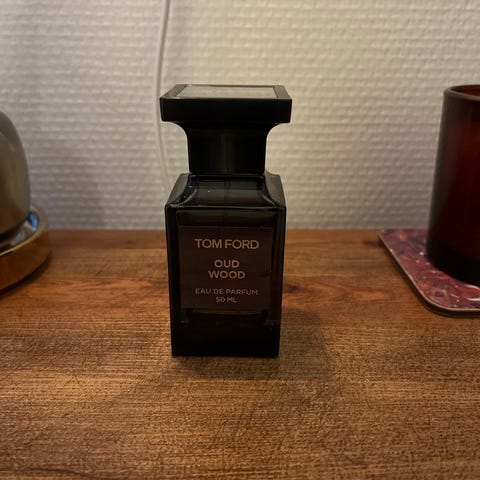 TOM FORD
OUD
WOOD
EAU DE PARFUM
50 ML